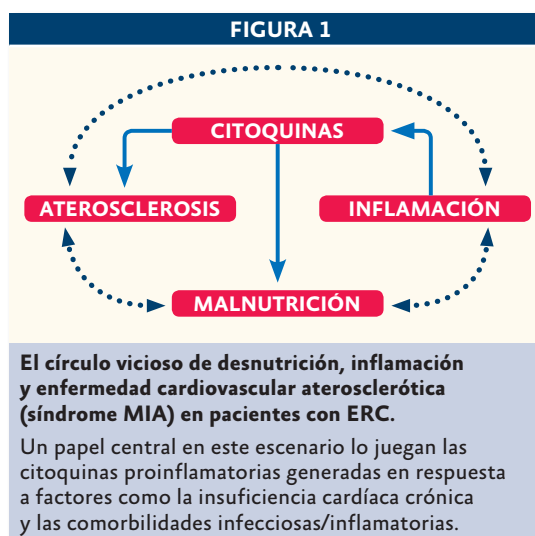 FIGURA 1
CITOQUINAS
ATEROSCLEROSIS
INFLAMACIÓN
MALNUTRICIÓN
El círculo vicioso de desnutrición, inflamación
y enfermedad cardiovascular aterosclerótica
(síndrome MIA) en pacientes con ERC.
Un papel central en este escenario lo juegan las
citoquinas proinflamatorias generadas en respuesta
a factores como la insuficiencia cardíaca crónica
y las comorbilidades infecciosas/inflamatorias.